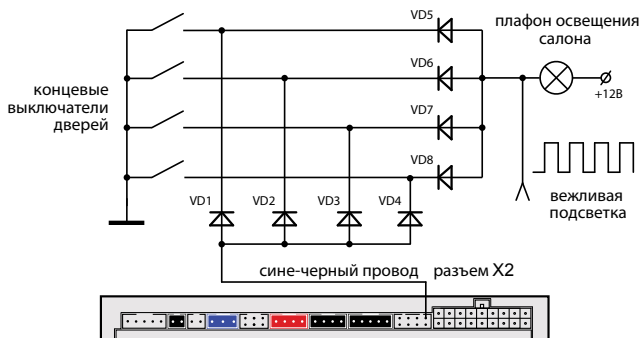 VD5
плафон освещения
салона
VD6
+12В
концевые
выключатели
дверей
VD7
VD8
VD1
VD2
VD3
VD4
вежливая
подсветка
сине-черный провод
разъем X2